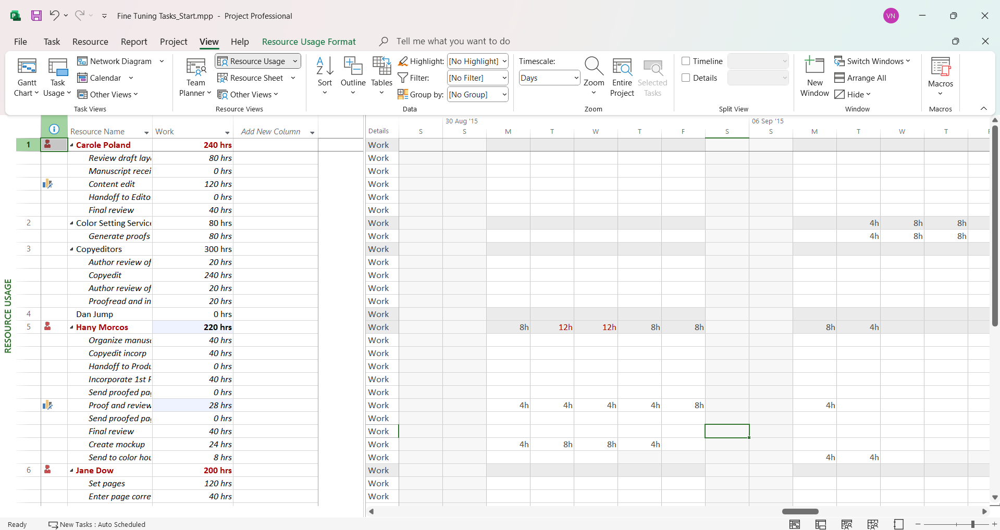 Fine Tuning Tasks_Start.mpp - Project Professional
VN
File Task Resource Report Project View Help Resource Usage Format Tell me what you want to do
Gantt Chart
Task Usage
Network Diagram
Calendar
Other Views
Task Views
Team Planner
Resource Usage
Resource Sheet
Other Views
Resource Views
Sort
Outline
Tables
Highlight: [No Highlight]
Filter: [No Filter]
Group by: [No Group]
Data
Timescale:
Days
Zoom
Entire Project
Selected Tasks
Zoom
Timeline
Details
Split View
New Window
Switch Windows
Arrange All
Hide
Window
Macros
Macros
30 Aug '15 06 Sep '15
Resource Name Work Add New Column Details S S M T W T F S S M T W T
1 Carole Poland 240 hrs Work
Review draft lay 80 hrs Work
Manuscript recei 0 hrs Work
Content edit 120 hrs Work
Handoff to Edito 0 hrs Work
Final review 40 hrs Work
2 Color Setting Service 80 hrs Work 4h 8h 8h
Generate proofs 80 hrs Work 4h 8h 8h
3 Copyeditors 300 hrs Work
Author review of 20 hrs Work
Copyedit 240 hrs Work
Author review of 20 hrs Work
Proofread and in 20 hrs Work
4 Dan Jump 0 hrs Work
5 Hany Morcos 220 hrs Work 8h 12h 12h 8h 8h 8h 4h
Organize manus 40 hrs Work
Copyedit incorp 40 hrs Work
Handoff to Produ 0 hrs Work
Incorporate 1st P 40 hrs Work
Send proofed pa 0 hrs Work
Proof and review 28 hrs Work 4h 4h 4h 4h 8h 4h
Send proofed pa 0 hrs Work
Final review 40 hrs Work
Create mockup 24 hrs Work 4h 8h 8h 4h
Send to color hou 8 hrs Work 4h 4h
6 Jane Dow 200 hrs Work
Set pages 120 hrs Work
Enter page corre 40 hrs Work
RESOURCE USAGE
Ready New Tasks : Auto Scheduled